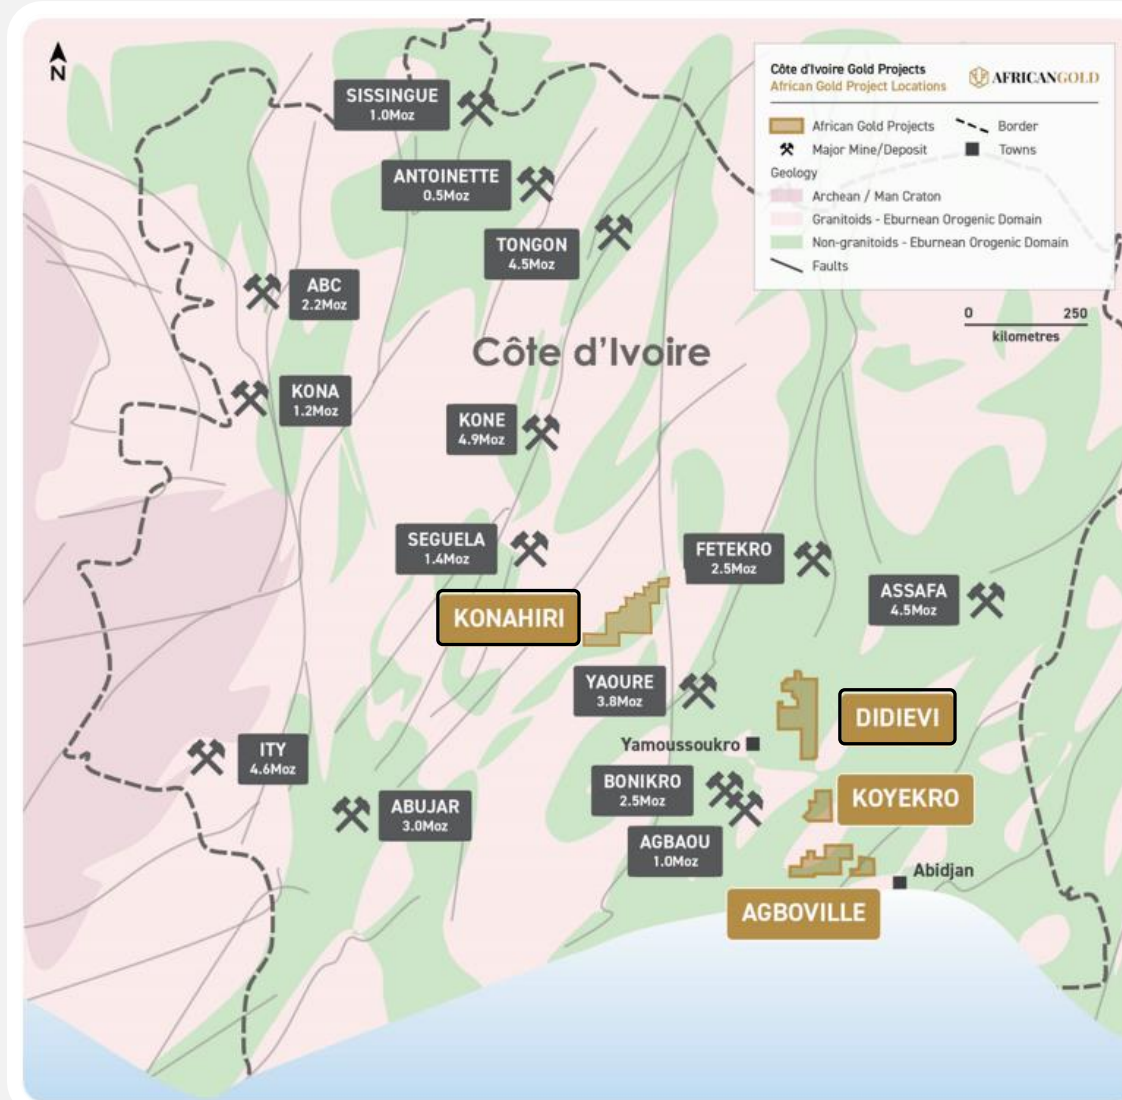 N
Côte d'Ivoire Gold Projects
African Gold Project Locations
AFRICANGOLD
African Gold Projects
Border
Major Mine/Deposit
Towns
Geology
Archean / Man Craton
Granitoids - Eburnean Orogenic Domain
Non-granitoids - Eburnean Orogenic Domain
Faults
0 250
kilometres
SISSINGUE
1.0Moz
ANTOINETTE
0.5Moz
TONGON
4.5Moz
ABC
2.2Moz
Côte d'Ivoire
KONA
1.2Moz
KONE
4.9Moz
SEGUELA
1.4Moz
FETEKRO
2.5Moz
ASSAFA
4.5Moz
KONAHIRI
YAOURE
3.8Moz
DIDIEVI
Yamoussoukro
ITY
4.6Moz
BONIKRO
2.5Moz
KOYEKRO
ABUJAR
3.0Moz
AGBAOU
1.0Moz
Abidjan
AGBOVILLE